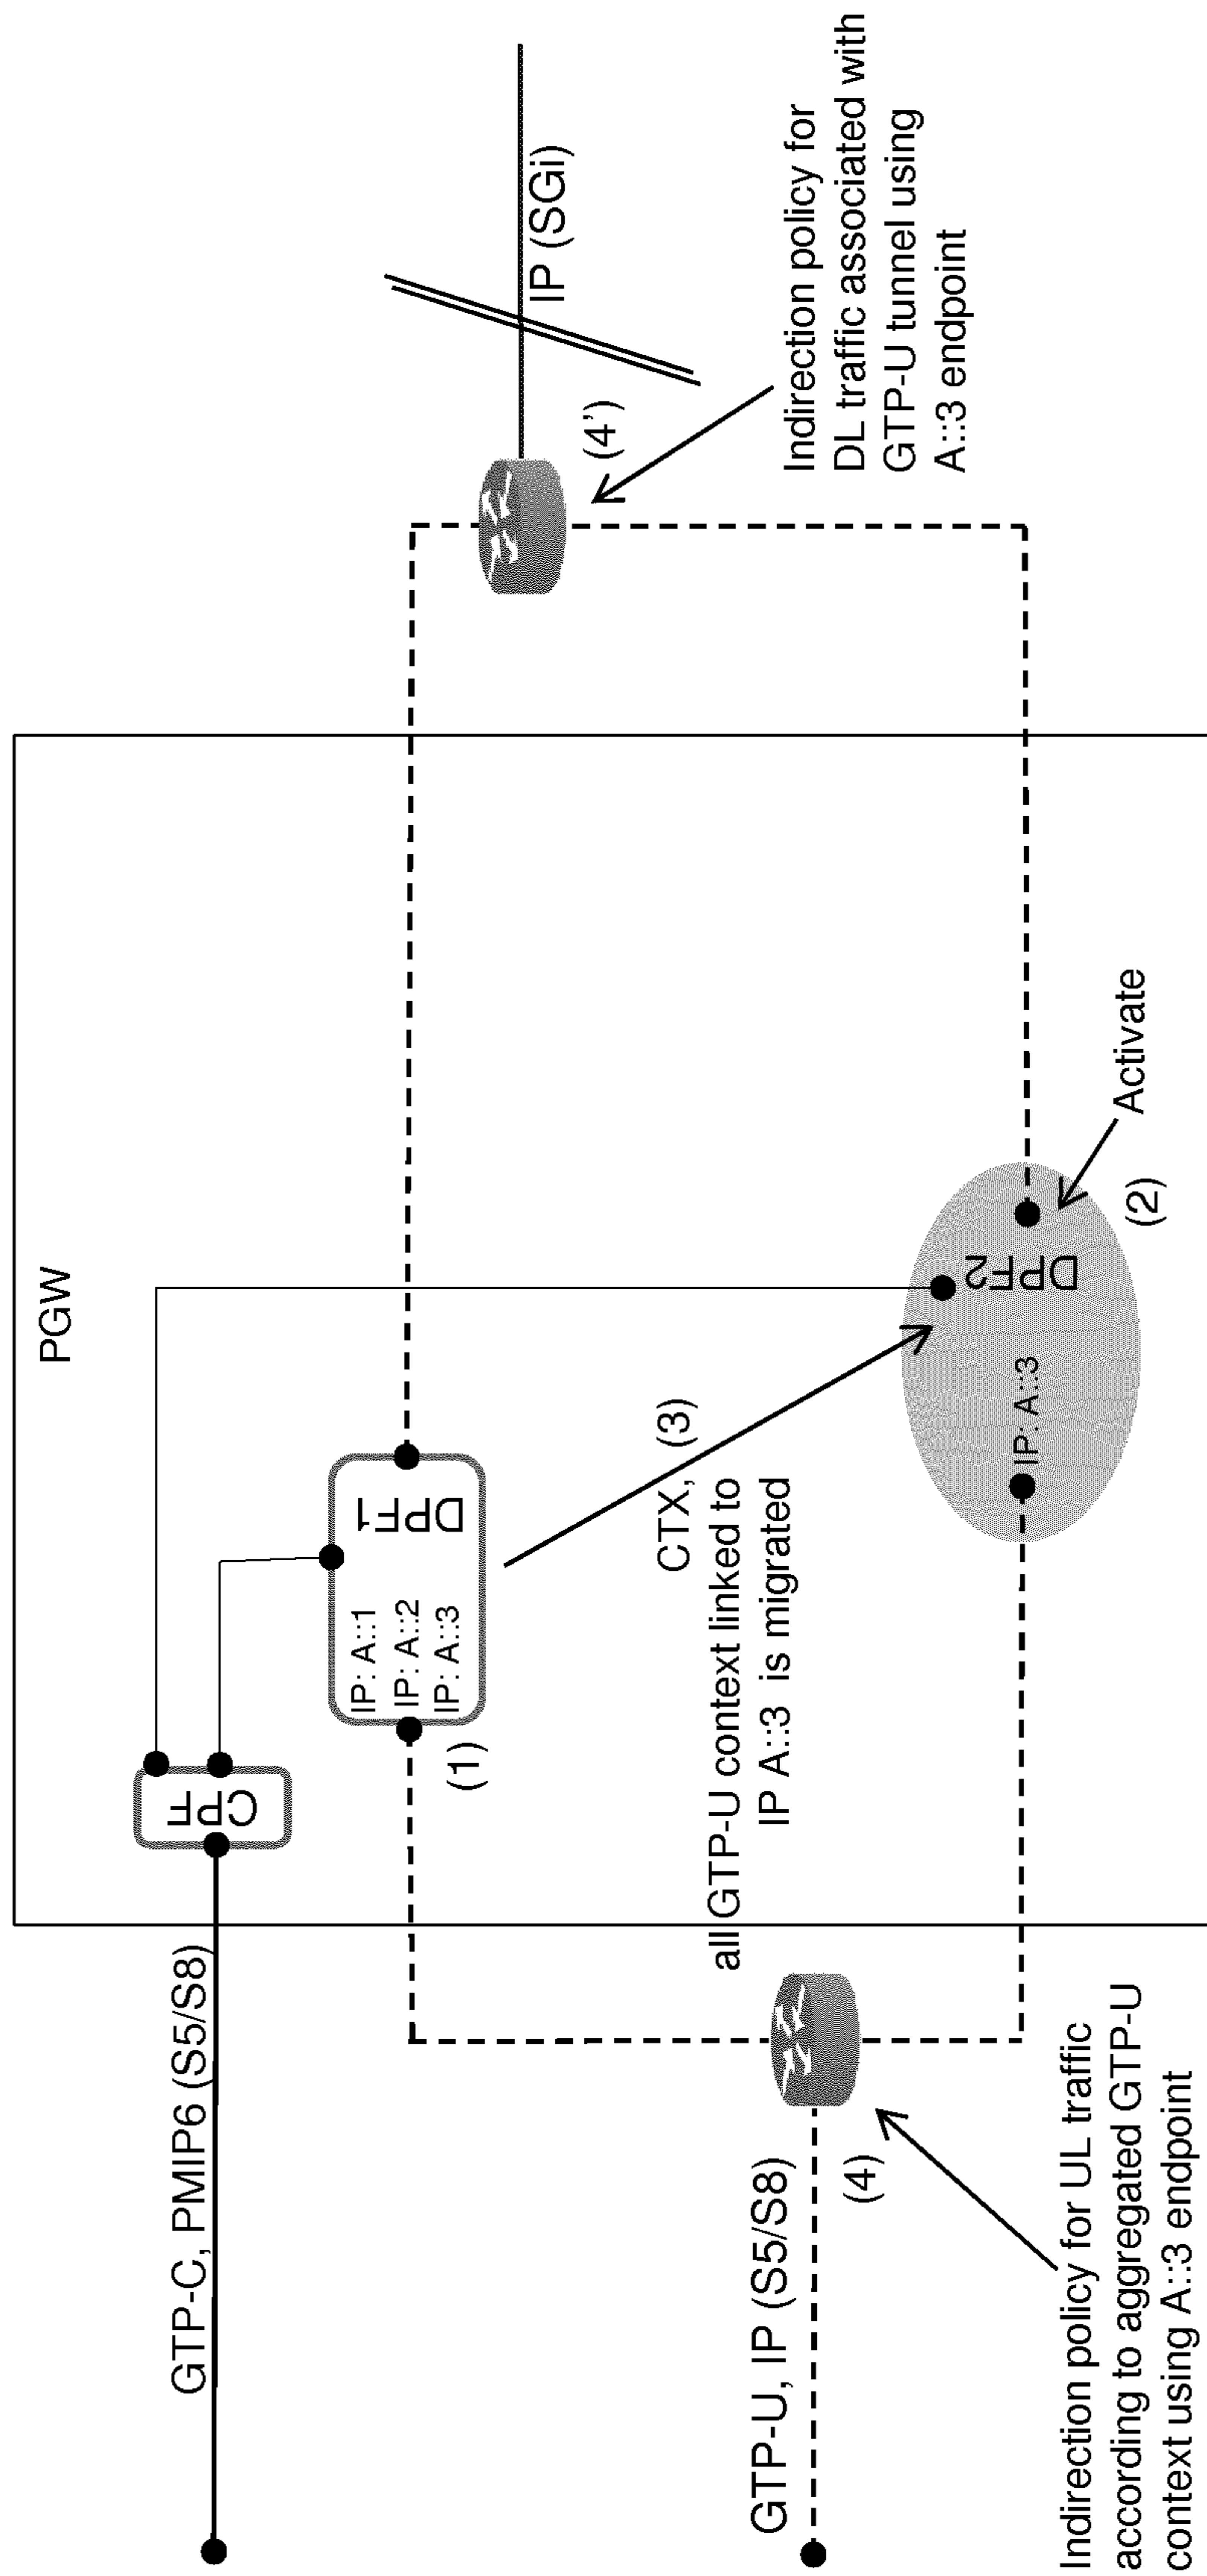 PGW
GTP-C, PMIP6 (S5/S8)
CPF
DPF1
IP: A::1
IP: A::2
IP: A::3
(1)
CTX,
all GTP-U context linked to
IP A::3 is migrated
(3)
GTP-U, IP (S5/S8)
(4)
Indirection policy for UL traffic
according to aggregated GTP-U
context using A::3 endpoint
IP: A::3
DPF2
(2)
Activate
IP (SGi)
(4')
Indirection policy for
DL traffic associated with
GTP-U tunnel using
A::3 endpoint